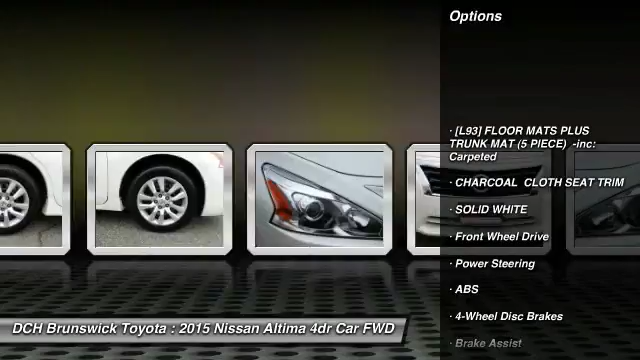 Options
· [L93] FLOOR MATS PLUS
TRUNK MAT (5 PIECE) -inc:
Carpeted
· CHARCOAL CLOTH SEAT TRIM
· SOLID WHITE
· Front Wheel Drive
· Power Steering
· ABS
· 4-Wheel Disc Brakes
· Brake Assist
DCH Brunswick Toyota : 2015 Nissan Altima 4dr Car FWD